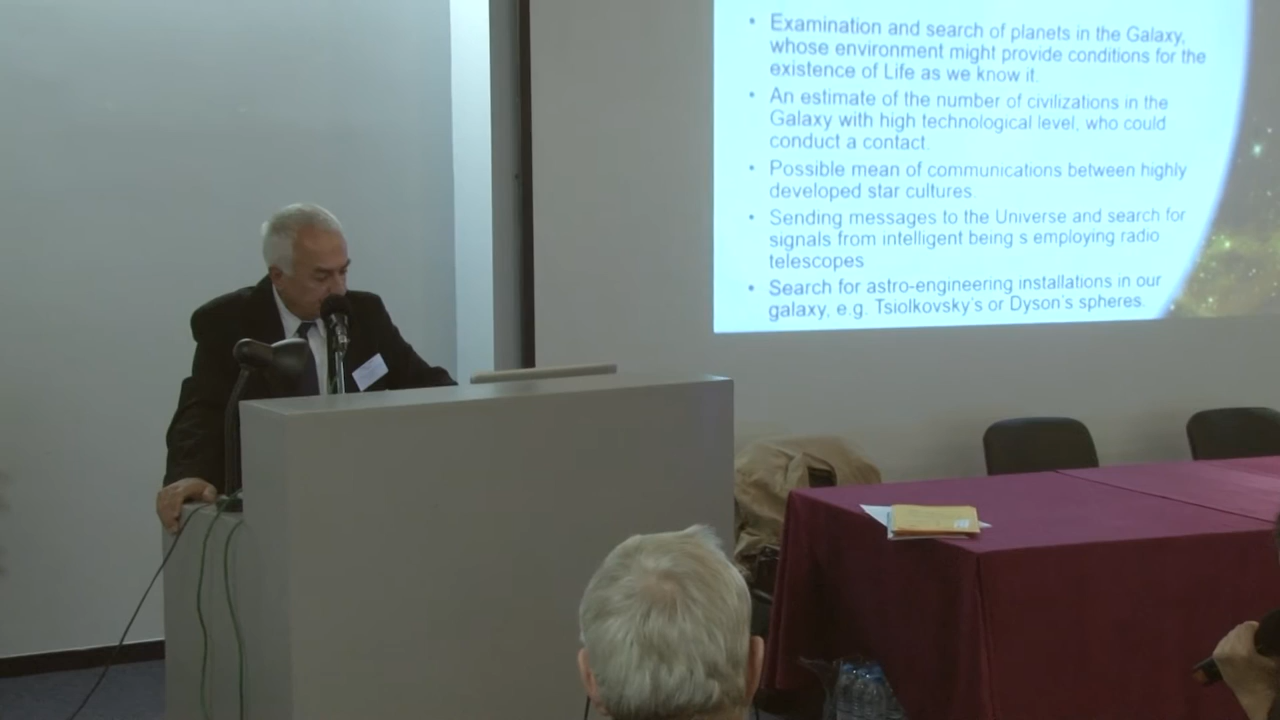 • Examination and search of planets in the Galaxy,
whose environment might provide conditions for the
existence of Life as we know it.
• An estimate of the number of civilizations in the
Galaxy with high technological level, who could
conduct a contact.
• Possible mean of communications between highly
developed star cultures
• Sending messages to the Universe and search for
signals from intelligent being s employing radio
telescopes
• Search for astro-engineering installations in our
galaxy, e.g. Tsiolkovsky's or Dyson's spheres.